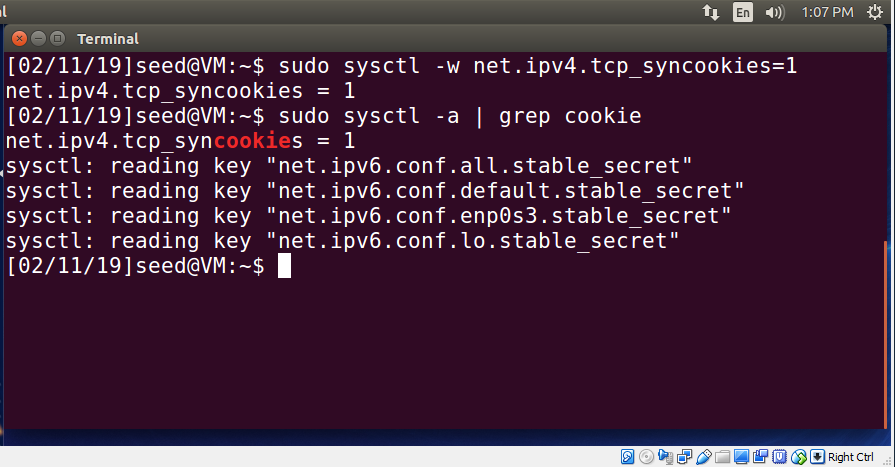 l
En
1:07 PM
Terminal
[02/11/19]seed@VM:~$ sudo sysctl -w net.ipv4.tcp_syncookies=1
net.ipv4.tcp_syncookies = 1
[02/11/19]seed@VM:~$ sudo sysctl -a | grep cookie
net.ipv4.tcp_syncookies = 1
sysctl: reading key "net.ipv6.conf.all.stable_secret"
sysctl: reading key "net.ipv6.conf.default.stable_secret"
sysctl: reading key "net.ipv6.conf.enp0s3.stable_secret"
sysctl: reading key "net.ipv6.conf.lo.stable_secret"
[02/11/19]seed@VM:~$
Right Ctrl